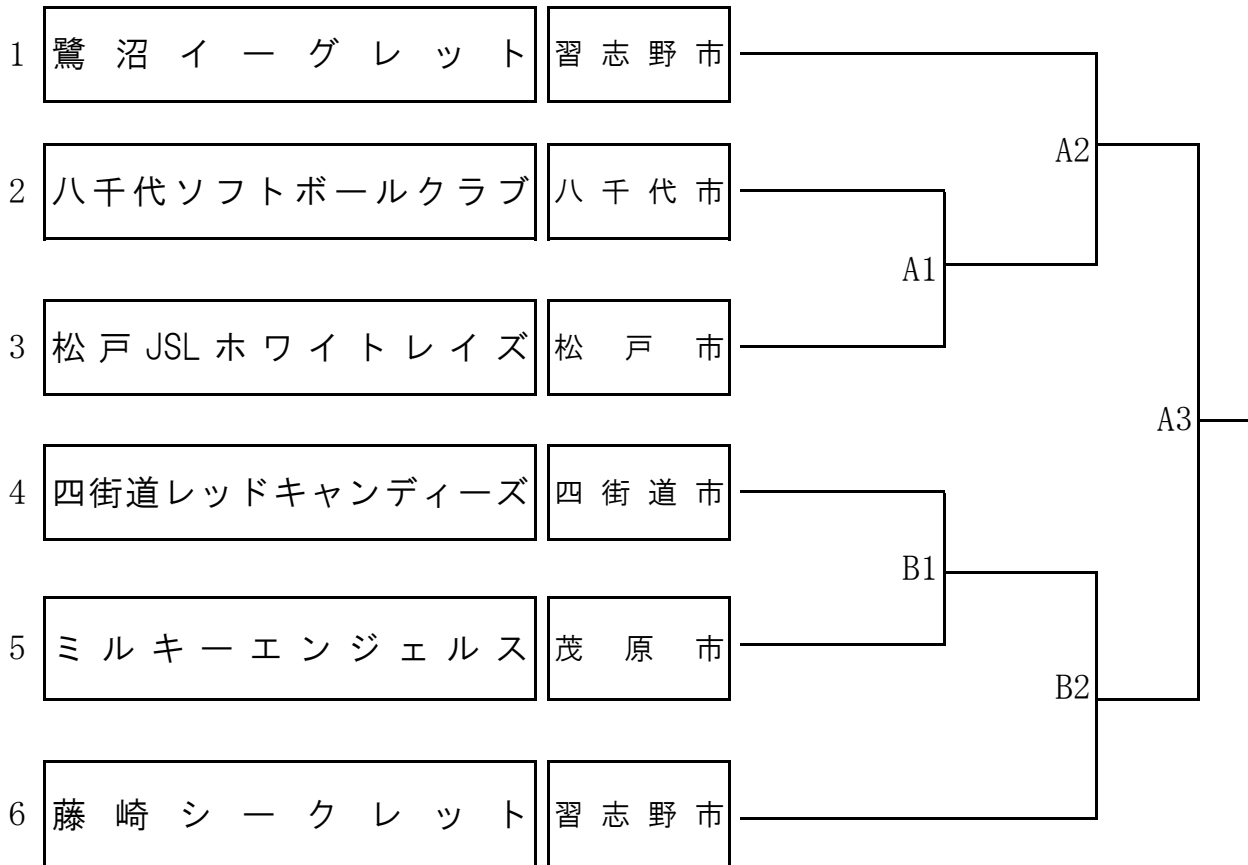 1 鷺沼イーグレット 習志野市
A2
2 八千代ソフトボールクラブ 八千代市
A1
3 松戸JSLホワイトレイズ 松戸市
A3
4 四街道レッドキャンディーズ 四街道市
B1
5 ミルキーエンジェルス 茂原市
B2
6 藤崎シークレット 習志野市